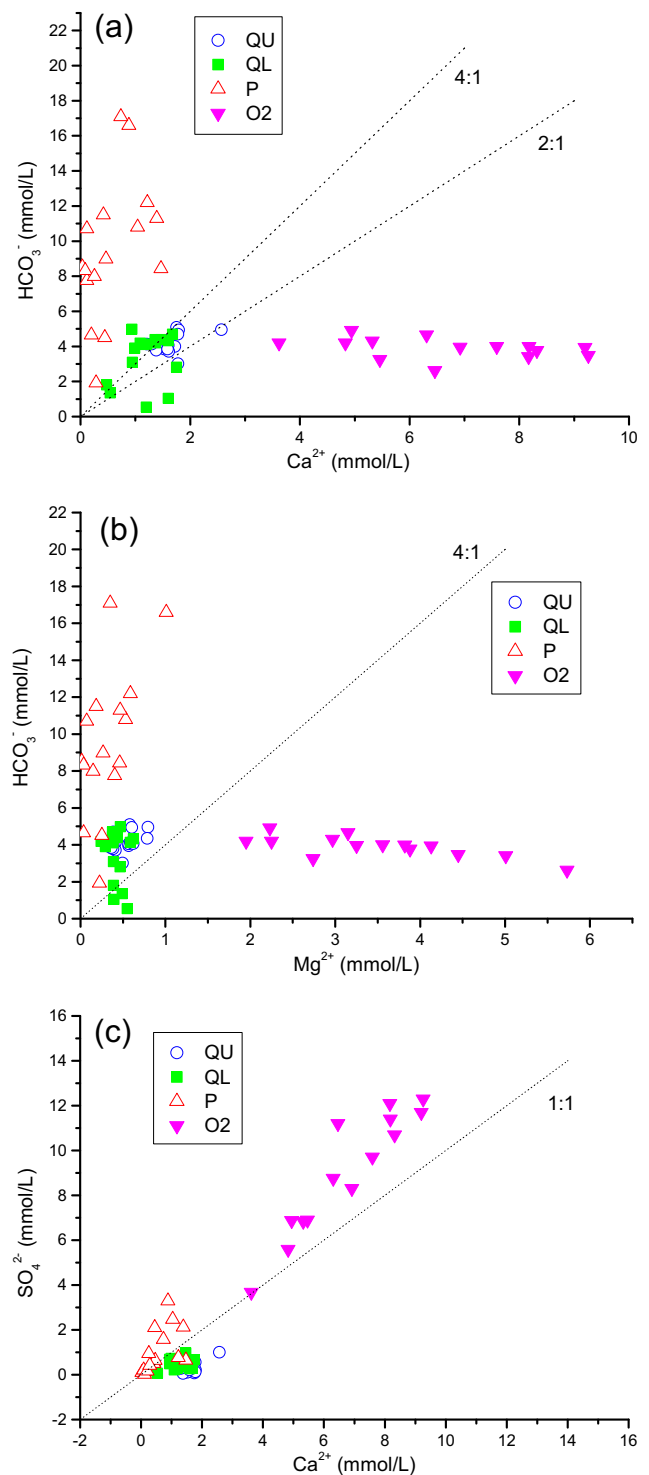 (a)
QU
QL
P
O2
4:1
2:1
22
20
18
16
14
12
10
8
6
4
2
0
HCO₃⁻ (mmol/L)
0 2 4 6 8 10
Ca²⁺ (mmol/L)
(b)
4:1
QU
QL
P
O2
22
20
18
16
14
12
10
8
6
4
2
0
HCO₃⁻ (mmol/L)
0 1 2 3 4 5 6
Mg²⁺ (mmol/L)
(c)
QU
QL
P
O2
1:1
16
14
12
10
8
6
4
2
0
-2
SO₄²⁻ (mmol/L)
-2 0 2 4 6 8 10 12 14 16
Ca²⁺ (mmol/L)